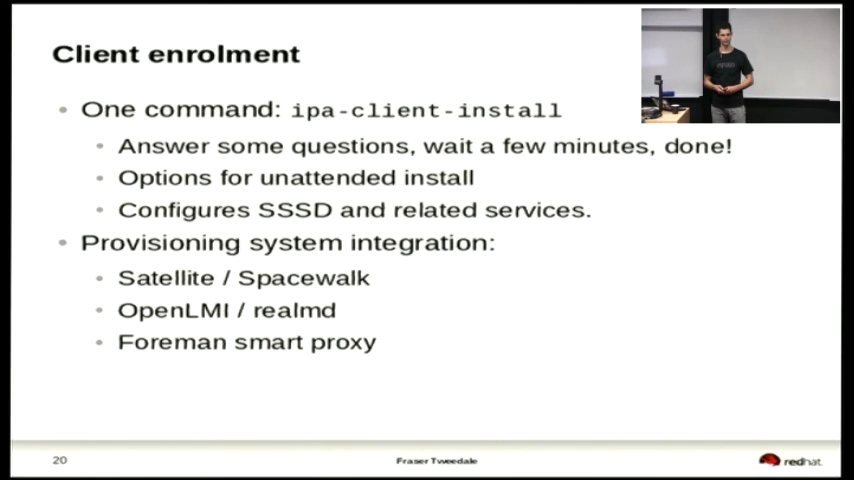 Client enrolment
• One command: ipa-client-install
• Answer some questions, wait a few minutes, done!
• Options for unattended install
• Configures SSSD and related services.
• Provisioning system integration:
• Satellite / Spacewalk
• OpenLMI / realmd
• Foreman smart proxy
20
Fraser Tweedale
redhat.